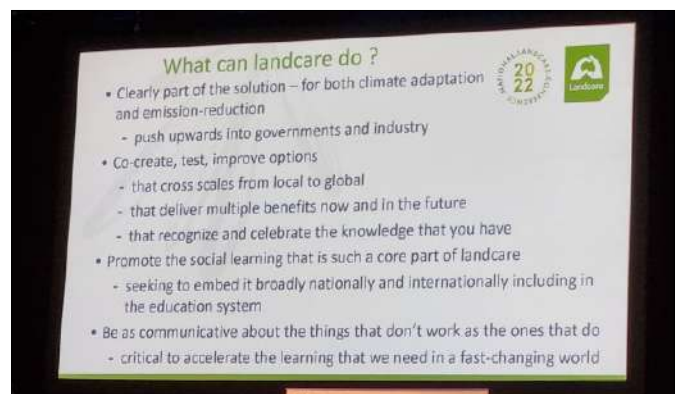 What can landcare do ?
• Clearly part of the solution – for both climate adaptation
and emission-reduction
- push upwards into governments and industry
• Co-create, test, improve options
- that cross scales from local to global
- that deliver multiple benefits now and in the future
- that recognize and celebrate the knowledge that you have
• Promote the social learning that is such a core part of landcare
- seeking to embed it broadly nationally and internationally including in
the education system
• Be as communicative about the things that don't work as the ones that do
- critical to accelerate the learning that we need in a fast-changing world
NATIONAL LANDCARE CONFERENCE
20
22
Landcare